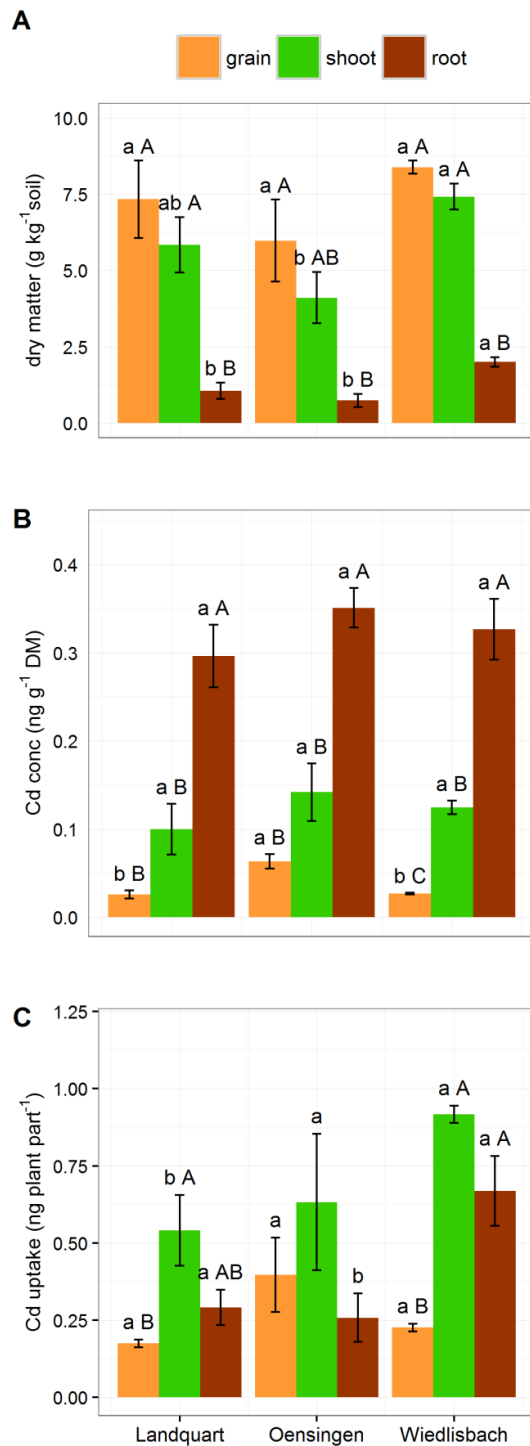 A
grain shoot root
dry matter (g kg⁻¹soil)
10.0
7.5
5.0
2.5
0.0
a A
ab A
b B
a A
b AB
b B
a A
a A
a B
B
Cd conc (ng g⁻¹ DM)
0.4
0.3
0.2
0.1
0.0
b B
a B
a A
a B
a B
a A
b C
a B
a A
C
Cd uptake (ng plant part⁻¹)
1.25
1.00
0.75
0.50
0.25
0.00
a B
b A
a AB
a
a
b
a B
a A
a A
Landquart Oensingen Wiedlisbach